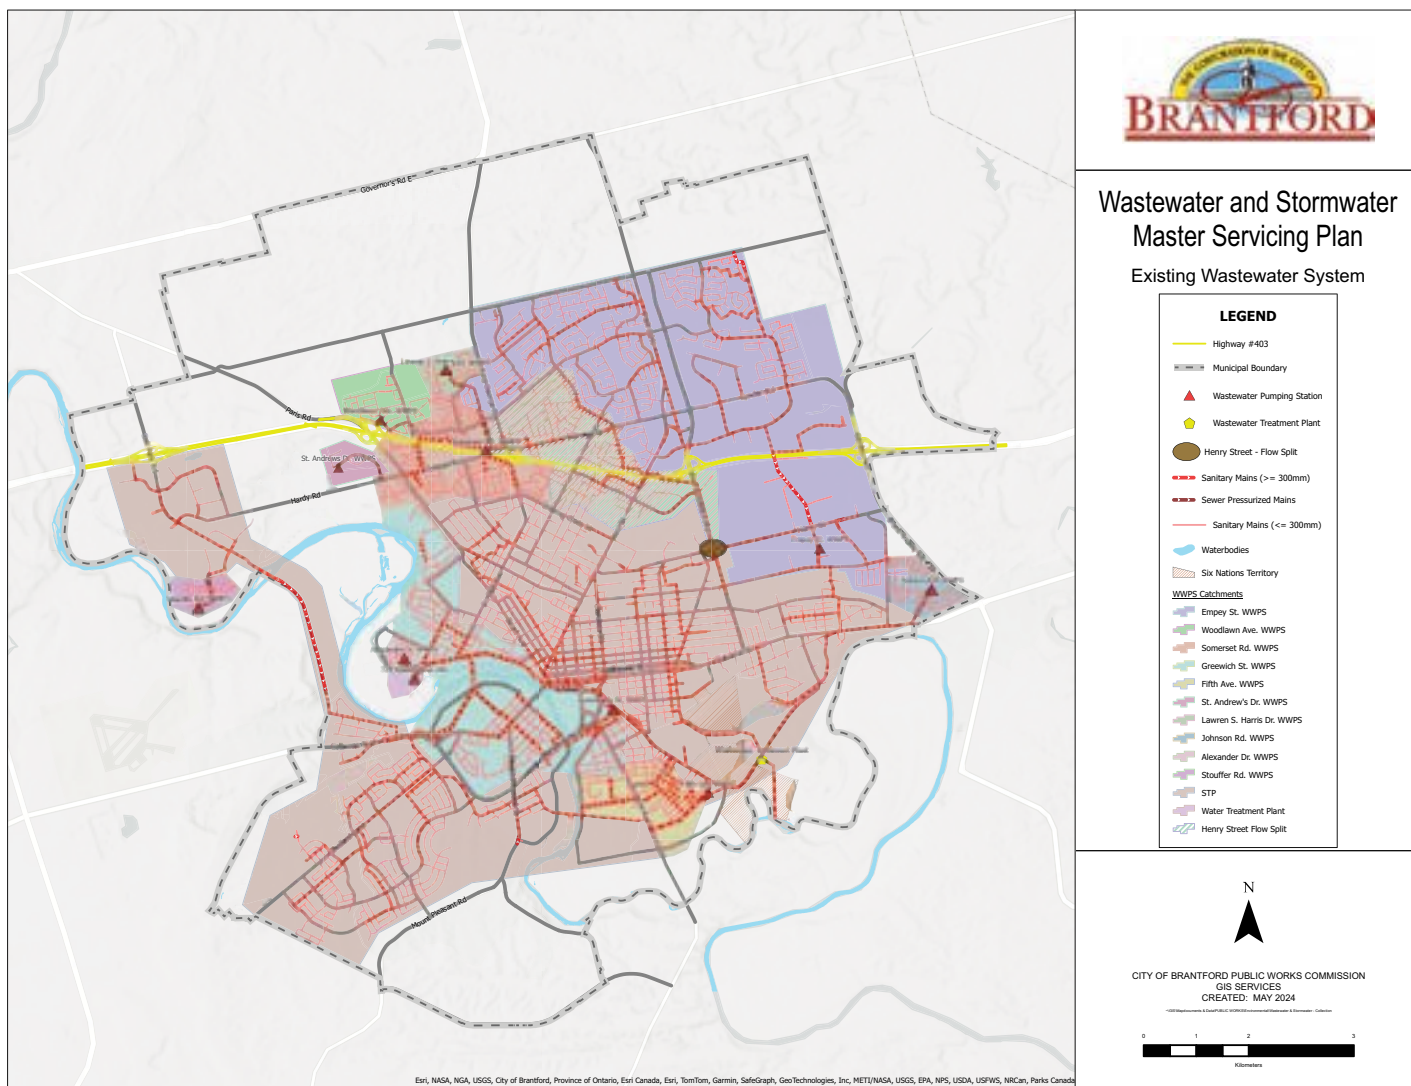 THE CORPORATION OF THE CITY OF
BRANTFORD
Wastewater and Stormwater
Master Servicing Plan
Existing Wastewater System
LEGEND
Highway #403
Municipal Boundary
Wastewater Pumping Station
Wastewater Treatment Plant
Henry Street - Flow Split
Sanitary Mains (>= 300mm)
Sewer Pressurized Mains
Sanitary Mains (<= 300mm)
Waterbodies
Six Nations Territory
WWPS Catchments
Empey St. WWPS
Woodlawn Ave. WWPS
Somerset Rd. WWPS
Greewich St. WWPS
Fifth Ave. WWPS
St. Andrew's Dr. WWPS
Lawren S. Harris Dr. WWPS
Johnson Rd. WWPS
Alexander Dr. WWPS
Stouffer Rd. WWPS
STP
Water Treatment Plant
Henry Street Flow Split
N
CITY OF BRANTFORD PUBLIC WORKS COMMISSION
GIS SERVICES
CREATED: MAY 2024
0 1 2 3
Kilometers
Governor's Rd E
Paris Rd
St. Andrews Dr. WWPS
Hardy Rd
Mount Pleasant Rd
Esri, NASA, NGA, USGS, City of Brantford, Province of Ontario, Esri Canada, Esri, TomTom, Garmin, SafeGraph, GeoTechnologies, Inc, METI/NASA, USGS, EPA, NPS, USDA, USFWS, NRCan, Parks Canada